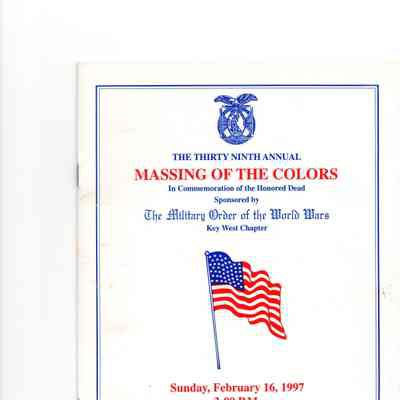 THE THIRTY NINTH ANNUAL
MASSING OF THE COLORS
In Commemoration of the Honored Dead
Sponsored by
The Military Order of the World Wars
Key West Chapter
Sunday, February 16, 1997